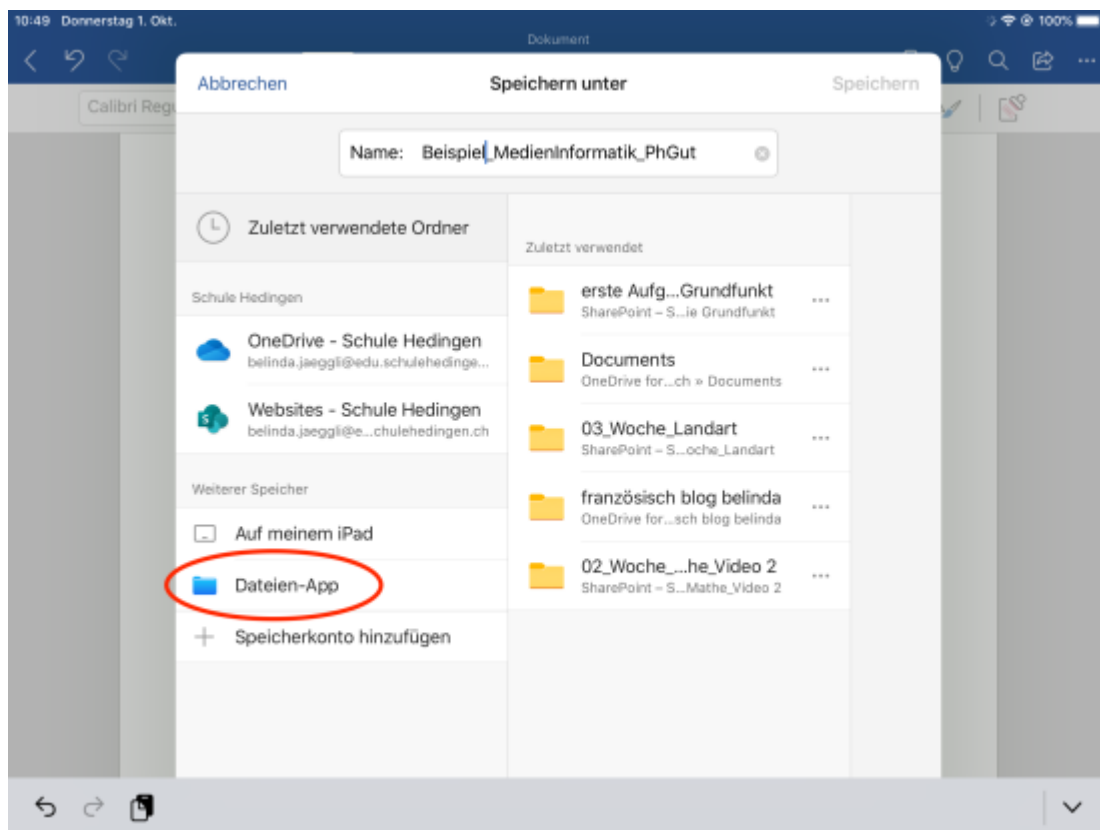 10:49 Donnerstag 1. Okt.
100%
Dokument
Calibri Regu
Abbrechen
Speichern unter
Speichern
Name: Beispiel_MedienInformatik_PhGut
Zuletzt verwendete Ordner
Schule Hedingen
OneDrive - Schule Hedingen
belinda.jaeggli@edu.schulehedinge...
Websites - Schule Hedingen
belinda.jaeggli@e...chulehedingen.ch
Weiterer Speicher
Auf meinem iPad
Dateien-App
Speicherkonto hinzufügen
Zuletzt verwendet
erste Aufg...Grundfunkt
SharePoint – S...ie Grundfunkt
Documents
OneDrive for...ch » Documents
03_Woche_Landart
SharePoint – S...oche_Landart
französisch blog belinda
OneDrive for...sch blog belinda
02_Woche_...he_Video 2
SharePoint – S...Mathe_Video 2